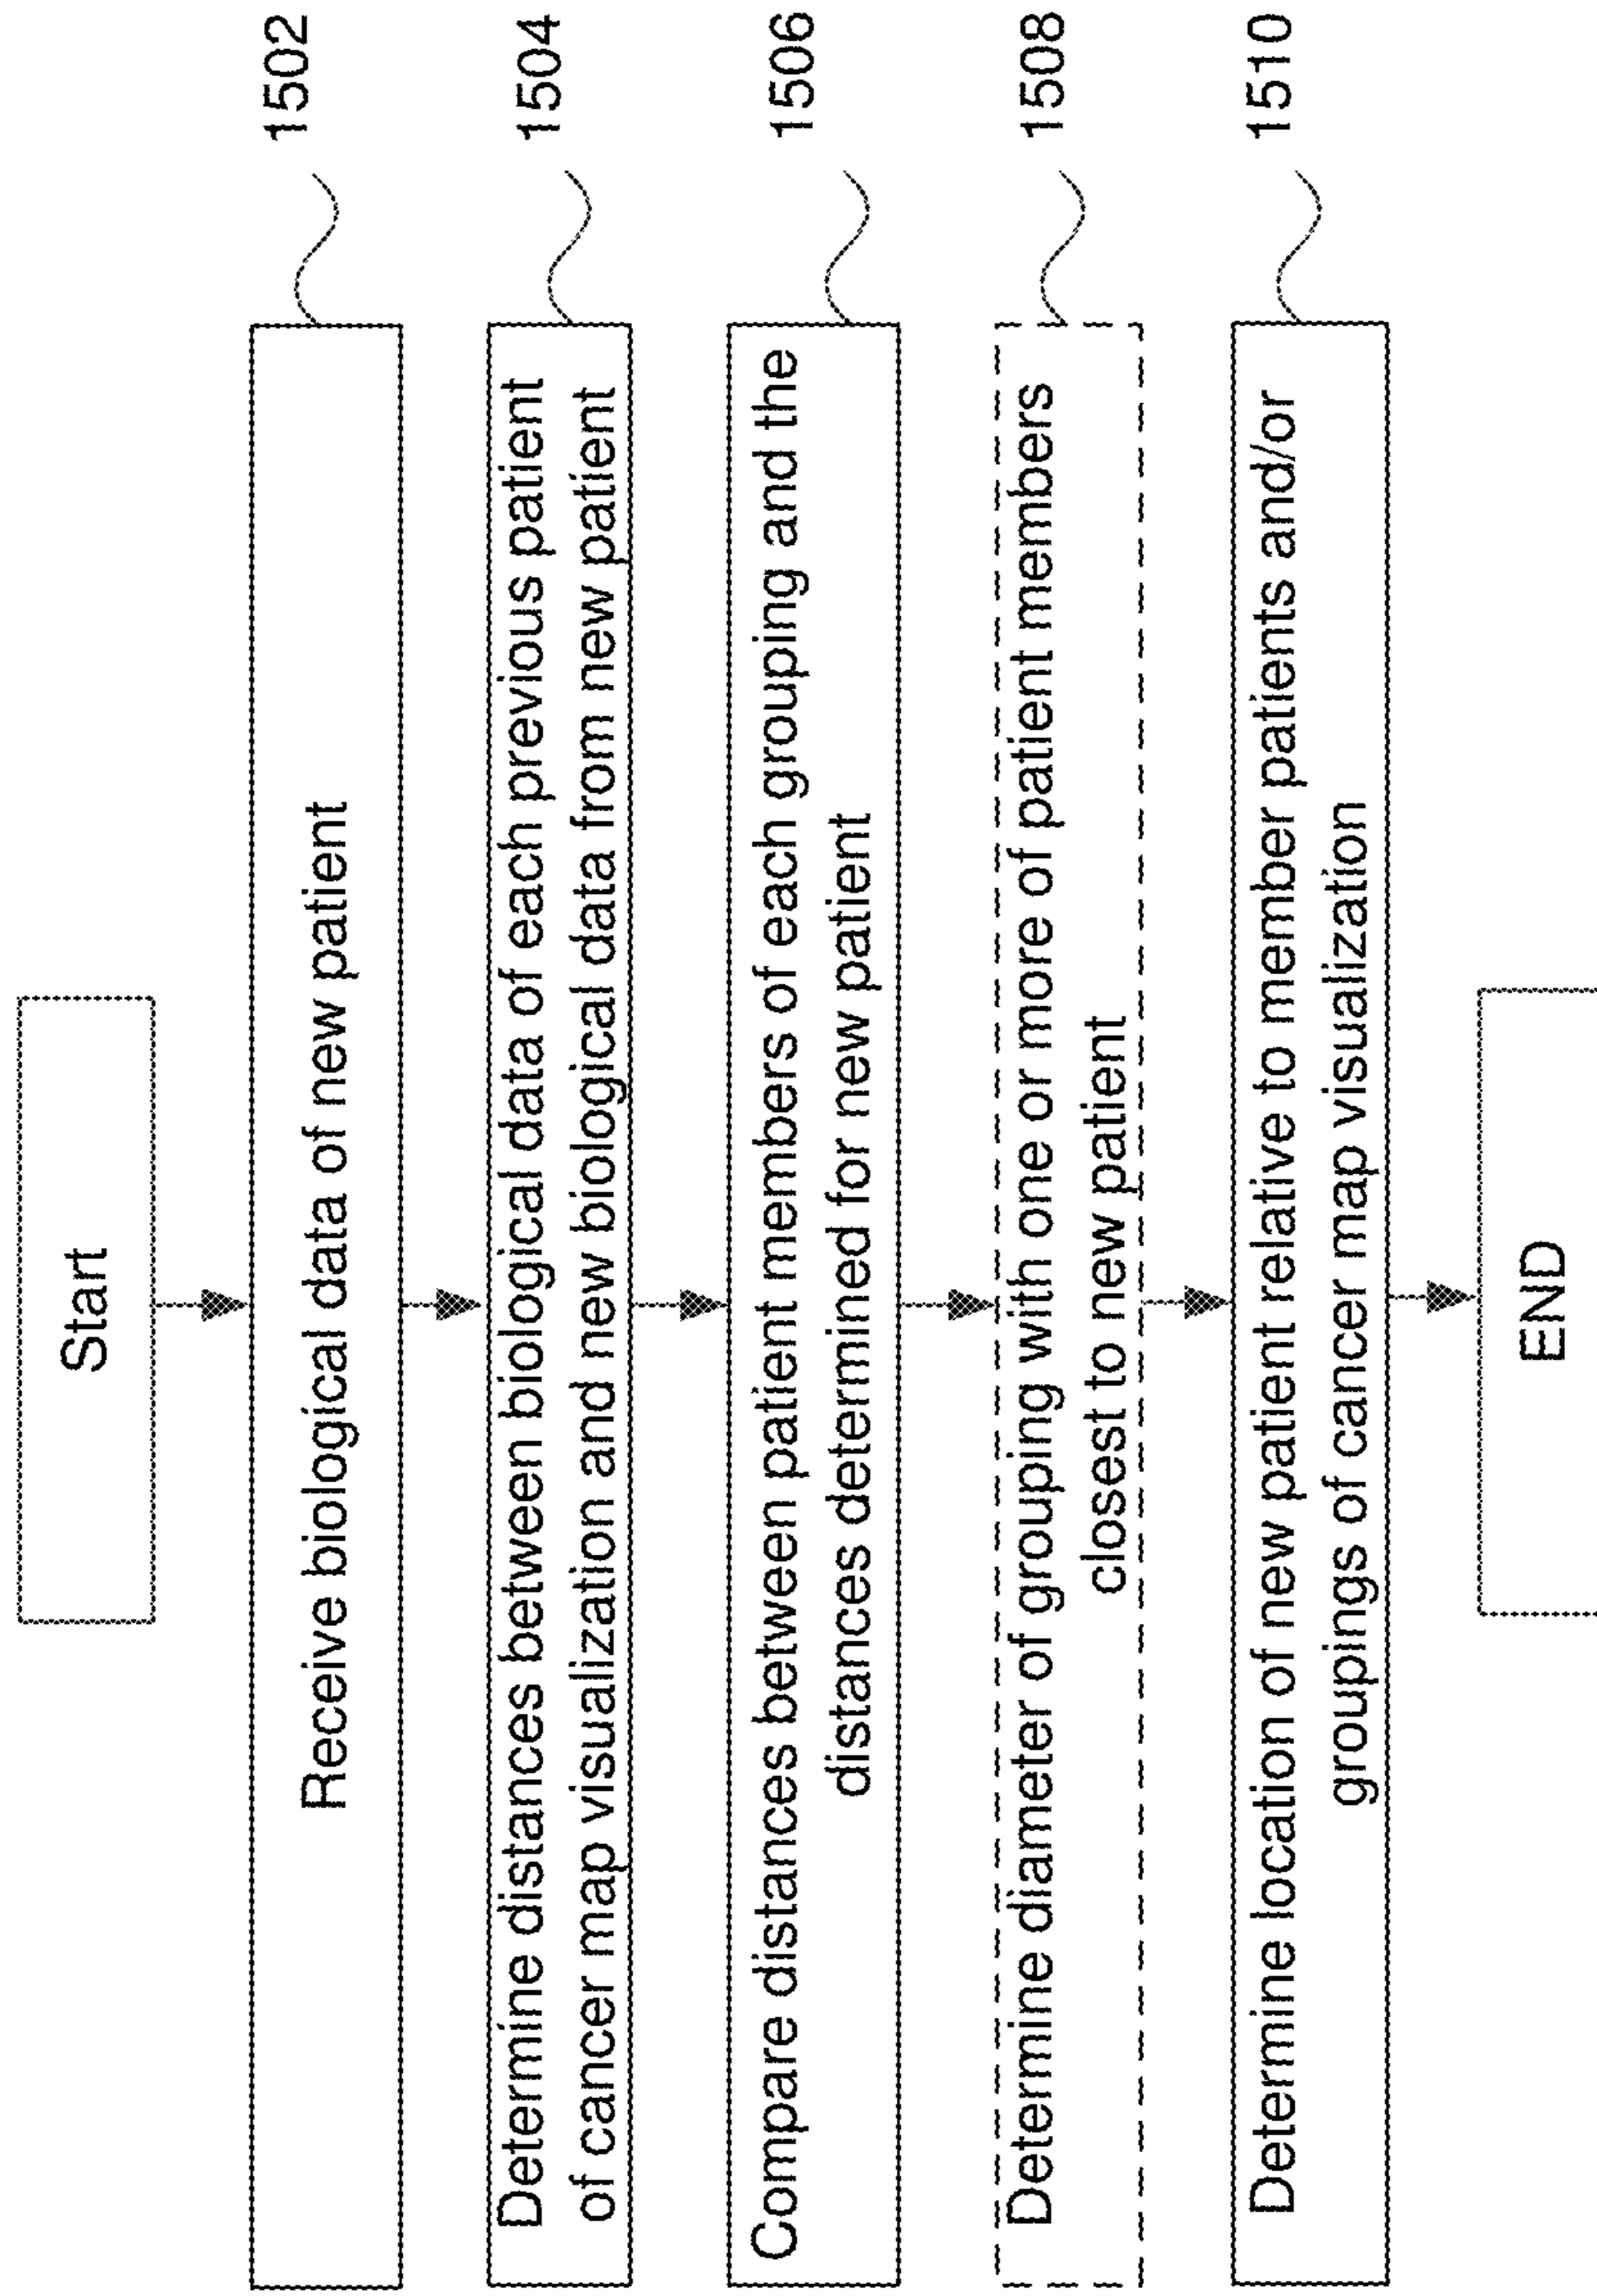 Start
Receive biological data of new patient
1502
Determine distances between biological data of each previous patient
of cancer map visualization and new biological data from new patient
1504
Compare distances between patient members of each grouping and the
distances determined for new patient
1506
Determine diameter of grouping with one or more of patient members
closest to new patient
1508
Determine location of new patient relative to member patients and/or
groupings of cancer map visualization
1510
END